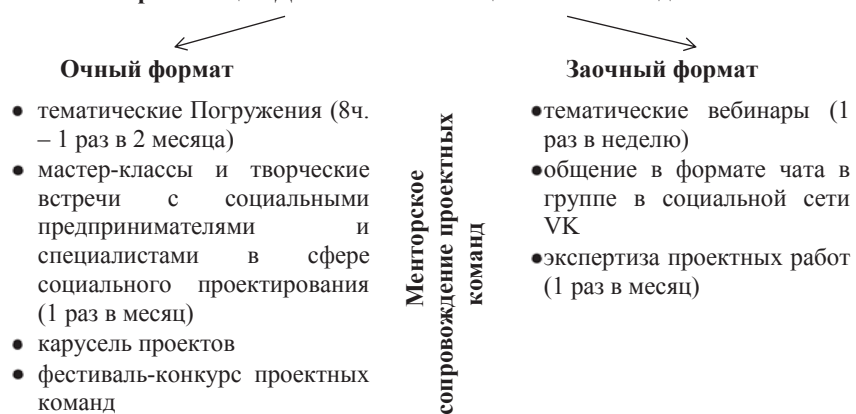 Очный формат
● тематические Погружения (8ч.
– 1 раз в 2 месяца)
● мастер-классы и творческие
встречи с социальными
предпринимателями и
специалистами в сфере
социального проектирования
(1 раз в месяц)
● карусель проектов
● фестиваль-конкурс проектных
команд
Менторское
сопровождение проектных
команд
Заочный формат
●тематические вебинары (1
раз в неделю)
●общение в формате чата в
группе в социальной сети
VK
●экспертиза проектных работ
(1 раз в месяц)